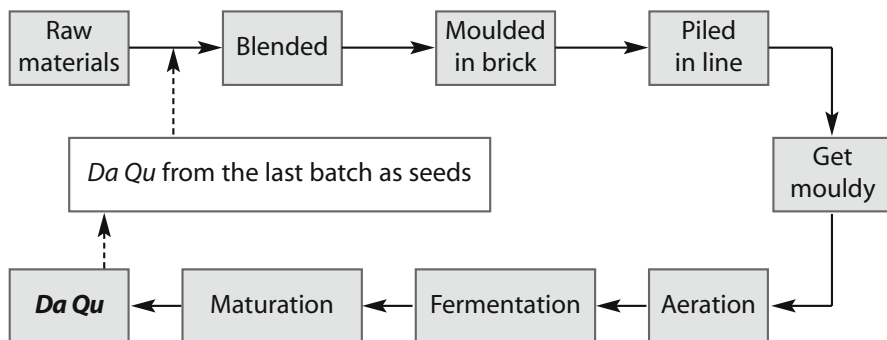 Raw
materials
Blended
Moulded
in brick
Piled
in line
Get
mouldy
Da Qu from the last batch as seeds
Da Qu
Maturation
Fermentation
Aeration